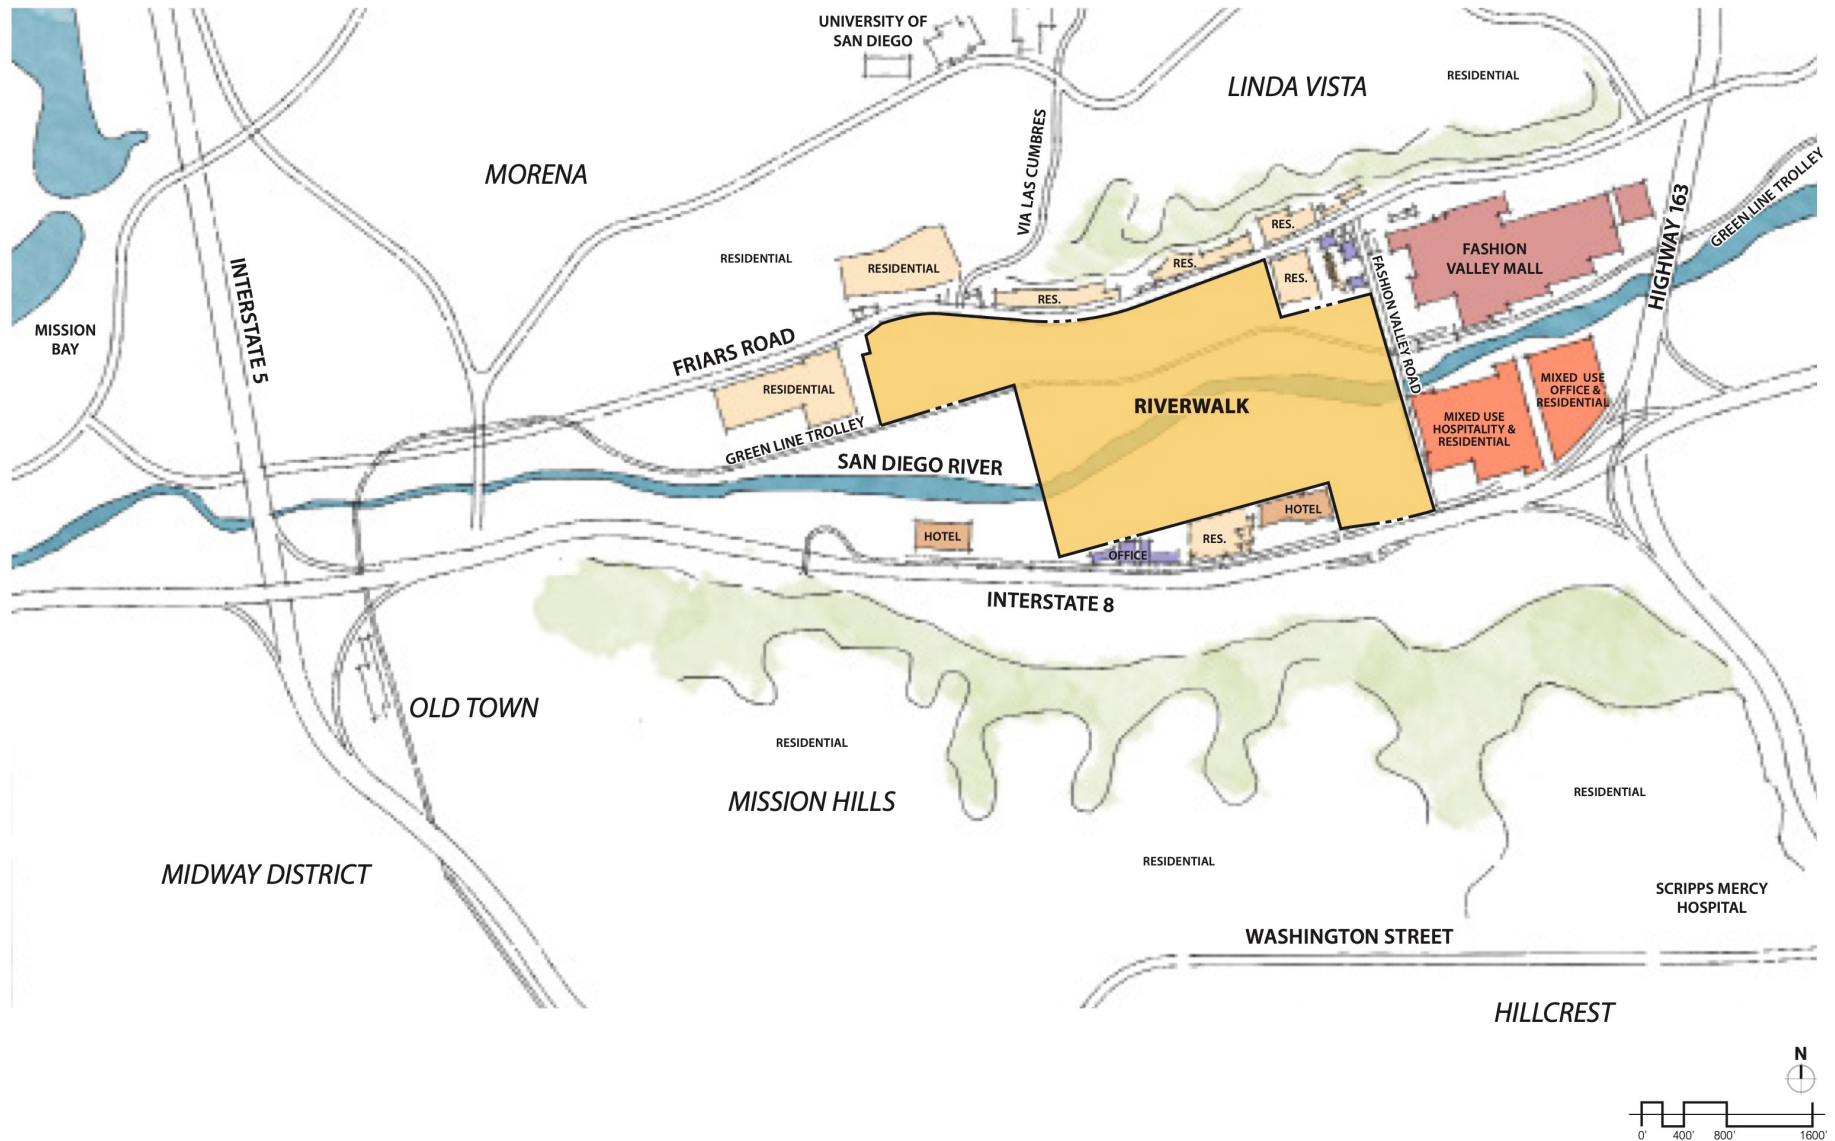 UNIVERSITY OF
SAN DIEGO
LINDA VISTA
RESIDENTIAL
MORENA
VIA LAS CUMBRES
GREEN LINE TROLLEY
HIGHWAY 163
RES.
RESIDENTIAL
RESIDENTIAL
RES.
RES.
RES.
FASHION
VALLEY MALL
FASHION VALLEY ROAD
INTERSTATE 5
MISSION
BAY
FRIARS ROAD
RESIDENTIAL
GREEN LINE TROLLEY
RIVERWALK
MIXED USE
OFFICE &
RESIDENTIAL
MIXED USE
HOSPITALITY &
RESIDENTIAL
SAN DIEGO RIVER
HOTEL
HOTEL
RES.
OFFICE
INTERSTATE 8
OLD TOWN
RESIDENTIAL
MISSION HILLS
RESIDENTIAL
RESIDENTIAL
MIDWAY DISTRICT
SCRIPPS MERCY
HOSPITAL
WASHINGTON STREET
HILLCREST
N
0' 400' 800' 1600'